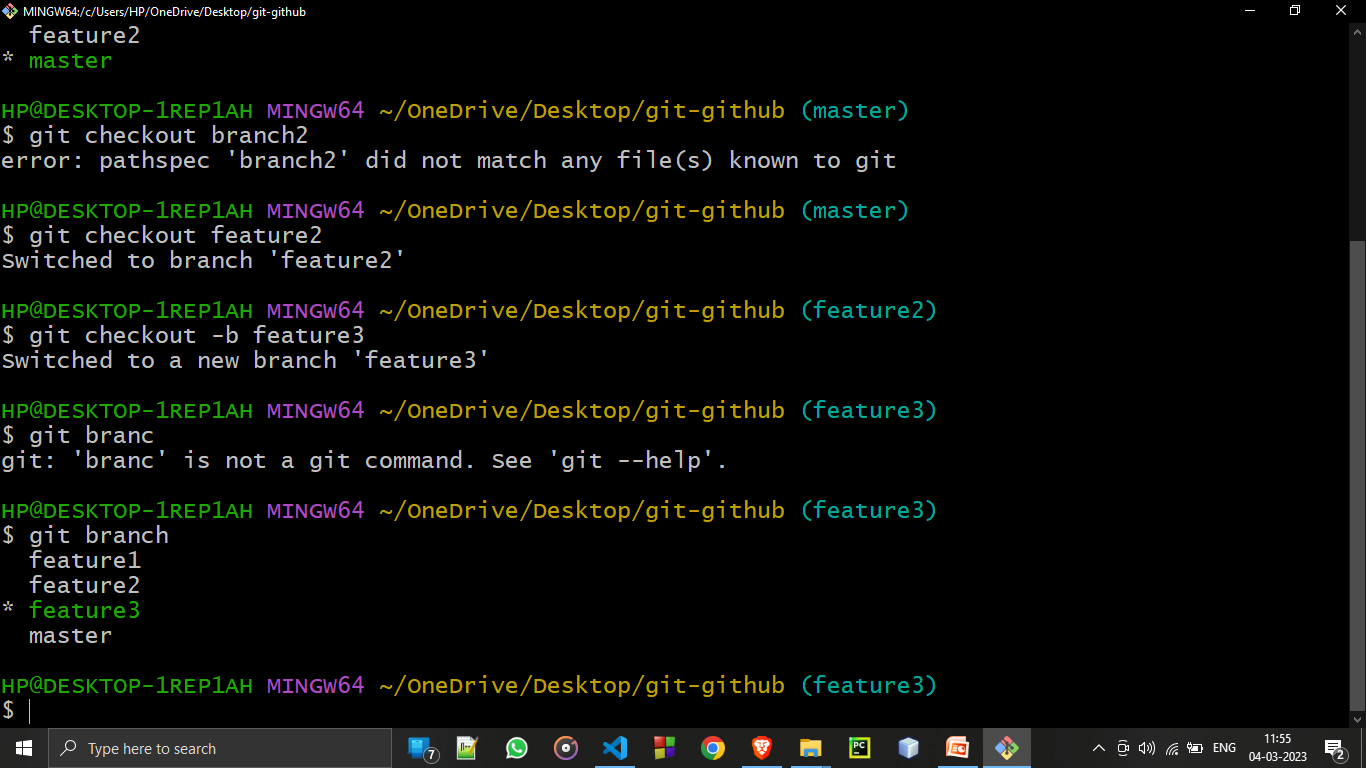 MINGW64:/c/Users/HP/OneDrive/Desktop/git-github
  feature2
* master
HP@DESKTOP-1REP1AH MINGW64 ~/OneDrive/Desktop/git-github (master)
$ git checkout branch2
error: pathspec 'branch2' did not match any file(s) known to git
HP@DESKTOP-1REP1AH MINGW64 ~/OneDrive/Desktop/git-github (master)
$ git checkout feature2
Switched to branch 'feature2'
HP@DESKTOP-1REP1AH MINGW64 ~/OneDrive/Desktop/git-github (feature2)
$ git checkout -b feature3
Switched to a new branch 'feature3'
HP@DESKTOP-1REP1AH MINGW64 ~/OneDrive/Desktop/git-github (feature3)
$ git branc
git: 'branc' is not a git command. See 'git --help'.
HP@DESKTOP-1REP1AH MINGW64 ~/OneDrive/Desktop/git-github (feature3)
$ git branch
  feature1
  feature2
* feature3
  master
HP@DESKTOP-1REP1AH MINGW64 ~/OneDrive/Desktop/git-github (feature3)
$
Type here to search
7
PC
ENG
11:55
04-03-2023
2